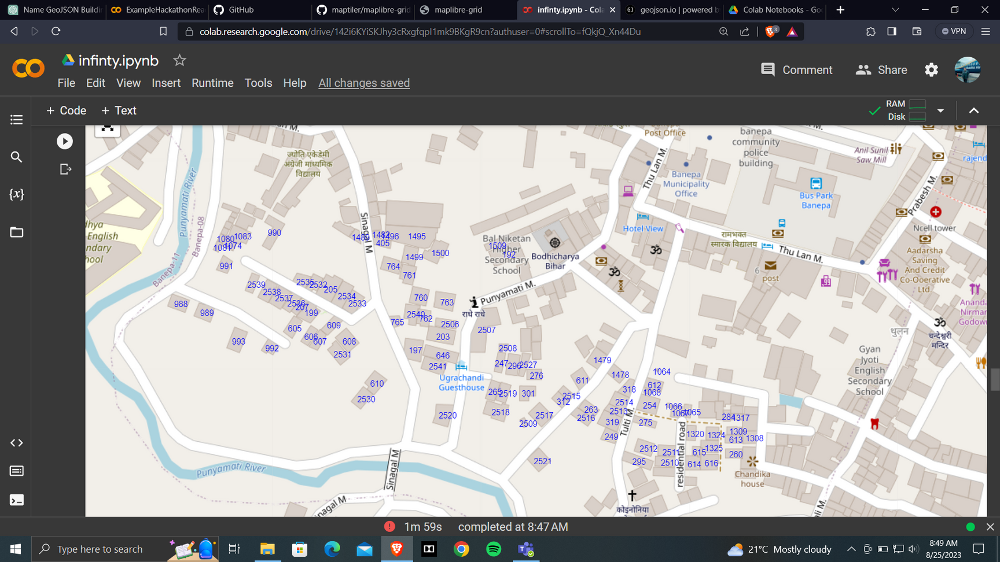 Name GeoJSON Buildin
ExampleHackathonRea
GitHub
maptiler/maplibre-grid
maplibre-grid
infinty.ipynb - Cola
geojson.io | powered b
Colab Notebooks - Goo
colab.research.google.com/drive/142i6KYiSKJhy3cRxgfqpI1mk9BKgR9cn?authuser=0#scrollTo=fQkjQ_Xn44Du
3
VPN
infinty.ipynb
File Edit View Insert Runtime Tools Help All changes saved
Comment
Share
+ Code + Text
RAM
Disk
{x}
Post Office
banepa
community
police
building
Anil Sunil
Saw Mill
rajend
ज्योति एकेडेमी
अंग्रेजी माध्यमिक
विद्यालय
Thu Lan M.
Banepa
Municipality
Office
Bus Park
Banepa
Prabesh M.
Punyamati River
Banepa-08
Banepa-11
dhya
English
ndary
hool
Sinagal M
Hotel View
Ncell tower
रामभक्त
स्मारक विद्यालय
Thu Lan M.
Aadarsha
Saving
And Credit
Co-Ooerative
Ltd.
Bal Niketan
Higher
Secondary
School
Bodhicharya
Bihar
6
post
Punyamati M.
राधे राधे
Ananda
Nirman
Godown
थुलन
चन्देश्वरी
मन्दिर
Gyan
Jyoti
English
Secondary
School
Ugrachandi
Guesthouse
Tulti M.
residential road
Chandika
house
Punyamati River
Sinagal M
inagal M
कोइनोनिया
li M.
990
1080 1083
1081 1074
991
1489 1482 1496 1495
405
1499 1500
764
761
1509
192
2539 2535 2532
2538 205
2537 2534
2536 2533
207
199
988
989
760 763
2540 762
765 2506
2507
203
605 609
606
607 608
993
992
2531
197
646
2541
2508
247 296 2527
276
1479
1478
1064
611
612
318 1068
610
2530
265 2519 301
2515
312
2514
254
1066
1067 1065
2520
2518
2517
2509
263
2516
2513
319
249
275
284 1317
1320 1324 1309
613 1308
2512 2511 615 1325
260
2521
295 2510 614 616
1m 59s completed at 8:47 AM
Type here to search
21°C Mostly cloudy
8:49 AM
8/25/2023